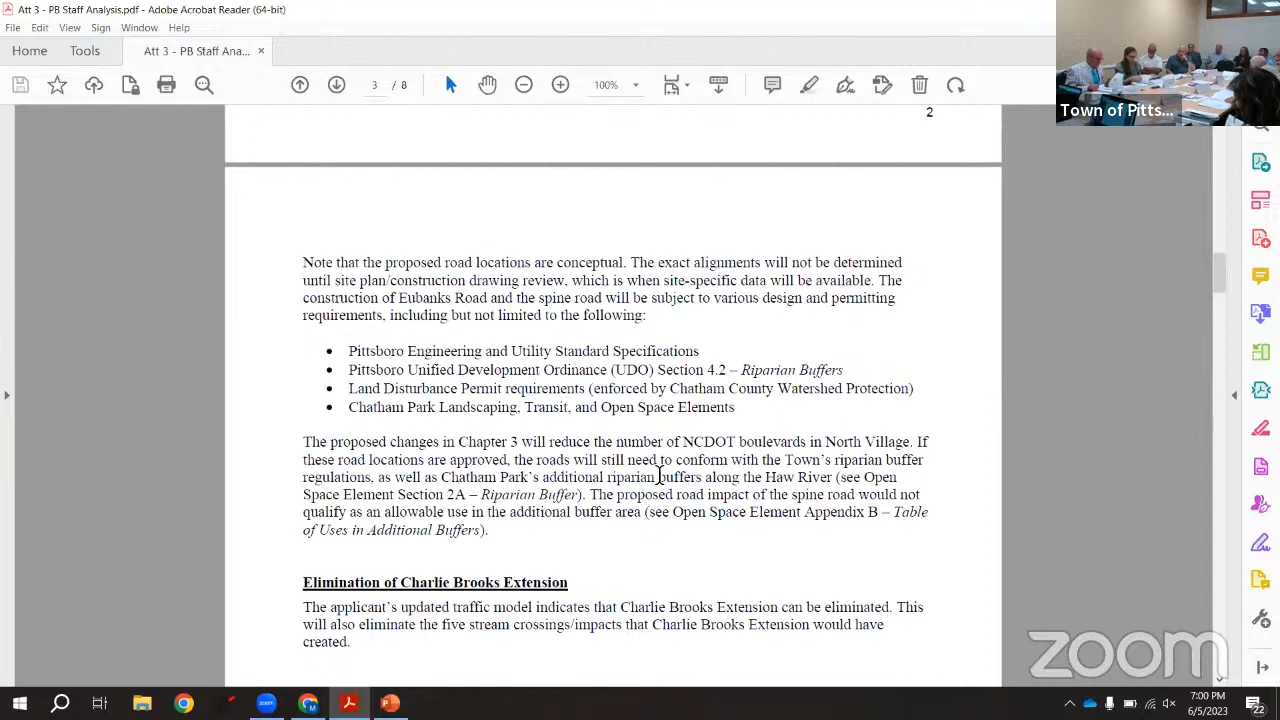 Att 3 - PB Staff Analysis.pdf - Adobe Acrobat Reader (64-bit)
File Edit View Sign Window Help
Home Tools Att 3 - PB Staff Ana... ×
3 / 8 100%
Town of Pitts...
2
Note that the proposed road locations are conceptual. The exact alignments will not be determined
until site plan/construction drawing review, which is when site-specific data will be available. The
construction of Eubanks Road and the spine road will be subject to various design and permitting
requirements, including but not limited to the following:
• Pittsboro Engineering and Utility Standard Specifications
• Pittsboro Unified Development Ordinance (UDO) Section 4.2 – Riparian Buffers
• Land Disturbance Permit requirements (enforced by Chatham County Watershed Protection)
• Chatham Park Landscaping, Transit, and Open Space Elements
The proposed changes in Chapter 3 will reduce the number of NCDOT boulevards in North Village. If
these road locations are approved, the roads will still need to conform with the Town's riparian buffer
regulations, as well as Chatham Park's additional riparian buffers along the Haw River (see Open
Space Element Section 2A – Riparian Buffer). The proposed road impact of the spine road would not
qualify as an allowable use in the additional buffer area (see Open Space Element Appendix B – Table
of Uses in Additional Buffers).
Elimination of Charlie Brooks Extension
The applicant's updated traffic model indicates that Charlie Brooks Extension can be eliminated. This
will also eliminate the five stream crossings/impacts that Charlie Brooks Extension would have
created.
zoom
zoom
7:00 PM
6/5/2023
22